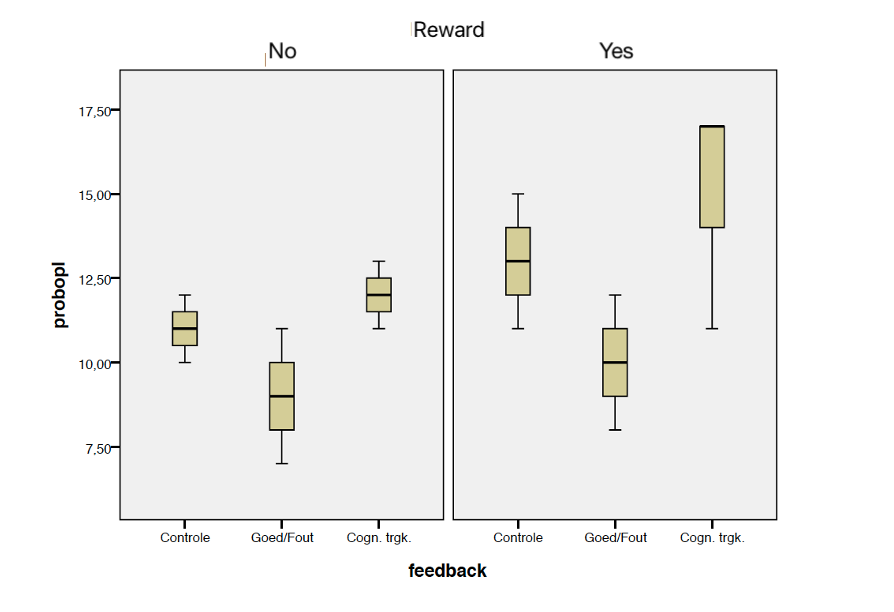 Reward
No Yes
17,50
15,00
12,50
10,00
7,50
probopl
Controle Goed/Fout Cogn. trgk. Controle Goed/Fout Cogn. trgk.
feedback